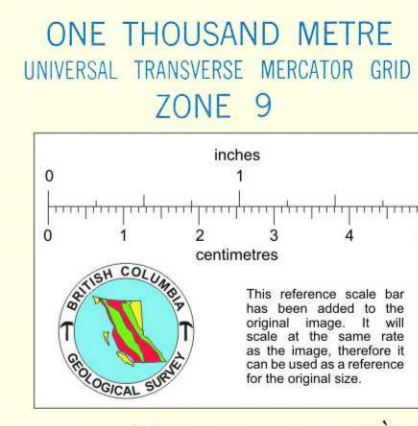 ONE THOUSAND METRE
UNIVERSAL TRANSVERSE MERCATOR GRID
ZONE 9
inches
0 1
0 1 2 3 4
centimetres
BRITISH COLUMBIA
GEOLOGICAL SURVEY
This reference scale bar
has been added to the
original image. It will
scale at the same rate
as the image, therefore it
can be used as a reference
for the original size.